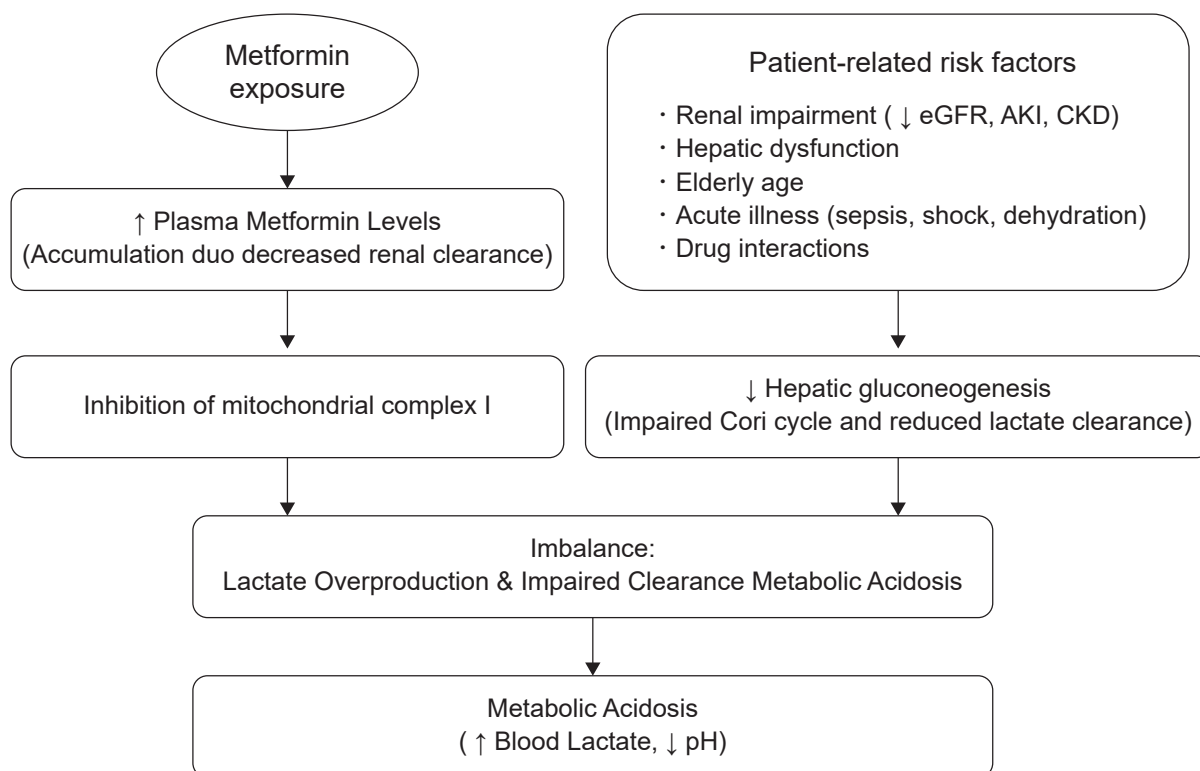 Metformin
exposure
↑ Plasma Metformin Levels
(Accumulation duo decreased renal clearance)
Inhibition of mitochondrial complex I
Patient-related risk factors
· Renal impairment ( ↓ eGFR, AKI, CKD)
· Hepatic dysfunction
· Elderly age
· Acute illness (sepsis, shock, dehydration)
· Drug interactions
↓ Hepatic gluconeogenesis
(Impaired Cori cycle and reduced lactate clearance)
Imbalance:
Lactate Overproduction & Impaired Clearance Metabolic Acidosis
Metabolic Acidosis
( ↑ Blood Lactate, ↓ pH)